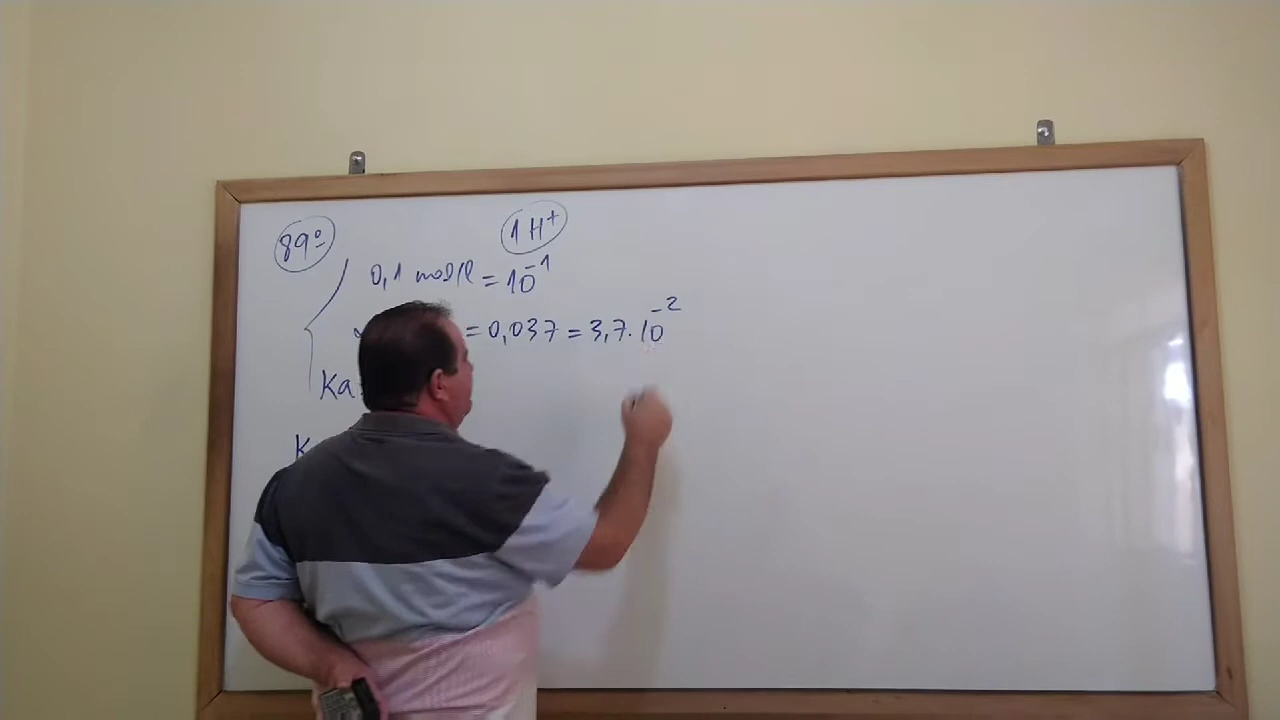 89º
1 H+
0,1 mol/l = 10⁻¹
= 0,037 = 3,7 . 10⁻²
Ka
K